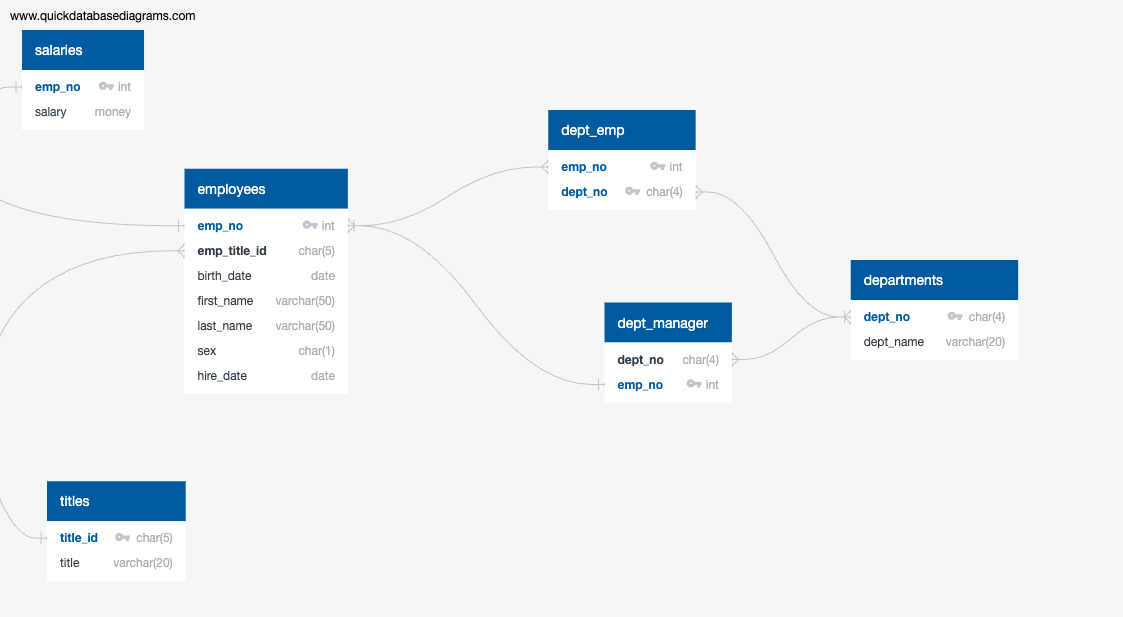 www.quickdatabasediagrams.com
salaries
emp_no int
salary money
employees
emp_no int
emp_title_id char(5)
birth_date date
first_name varchar(50)
last_name varchar(50)
sex char(1)
hire_date date
titles
title_id char(5)
title varchar(20)
dept_emp
emp_no int
dept_no char(4)
dept_manager
dept_no char(4)
emp_no int
departments
dept_no char(4)
dept_name varchar(20)